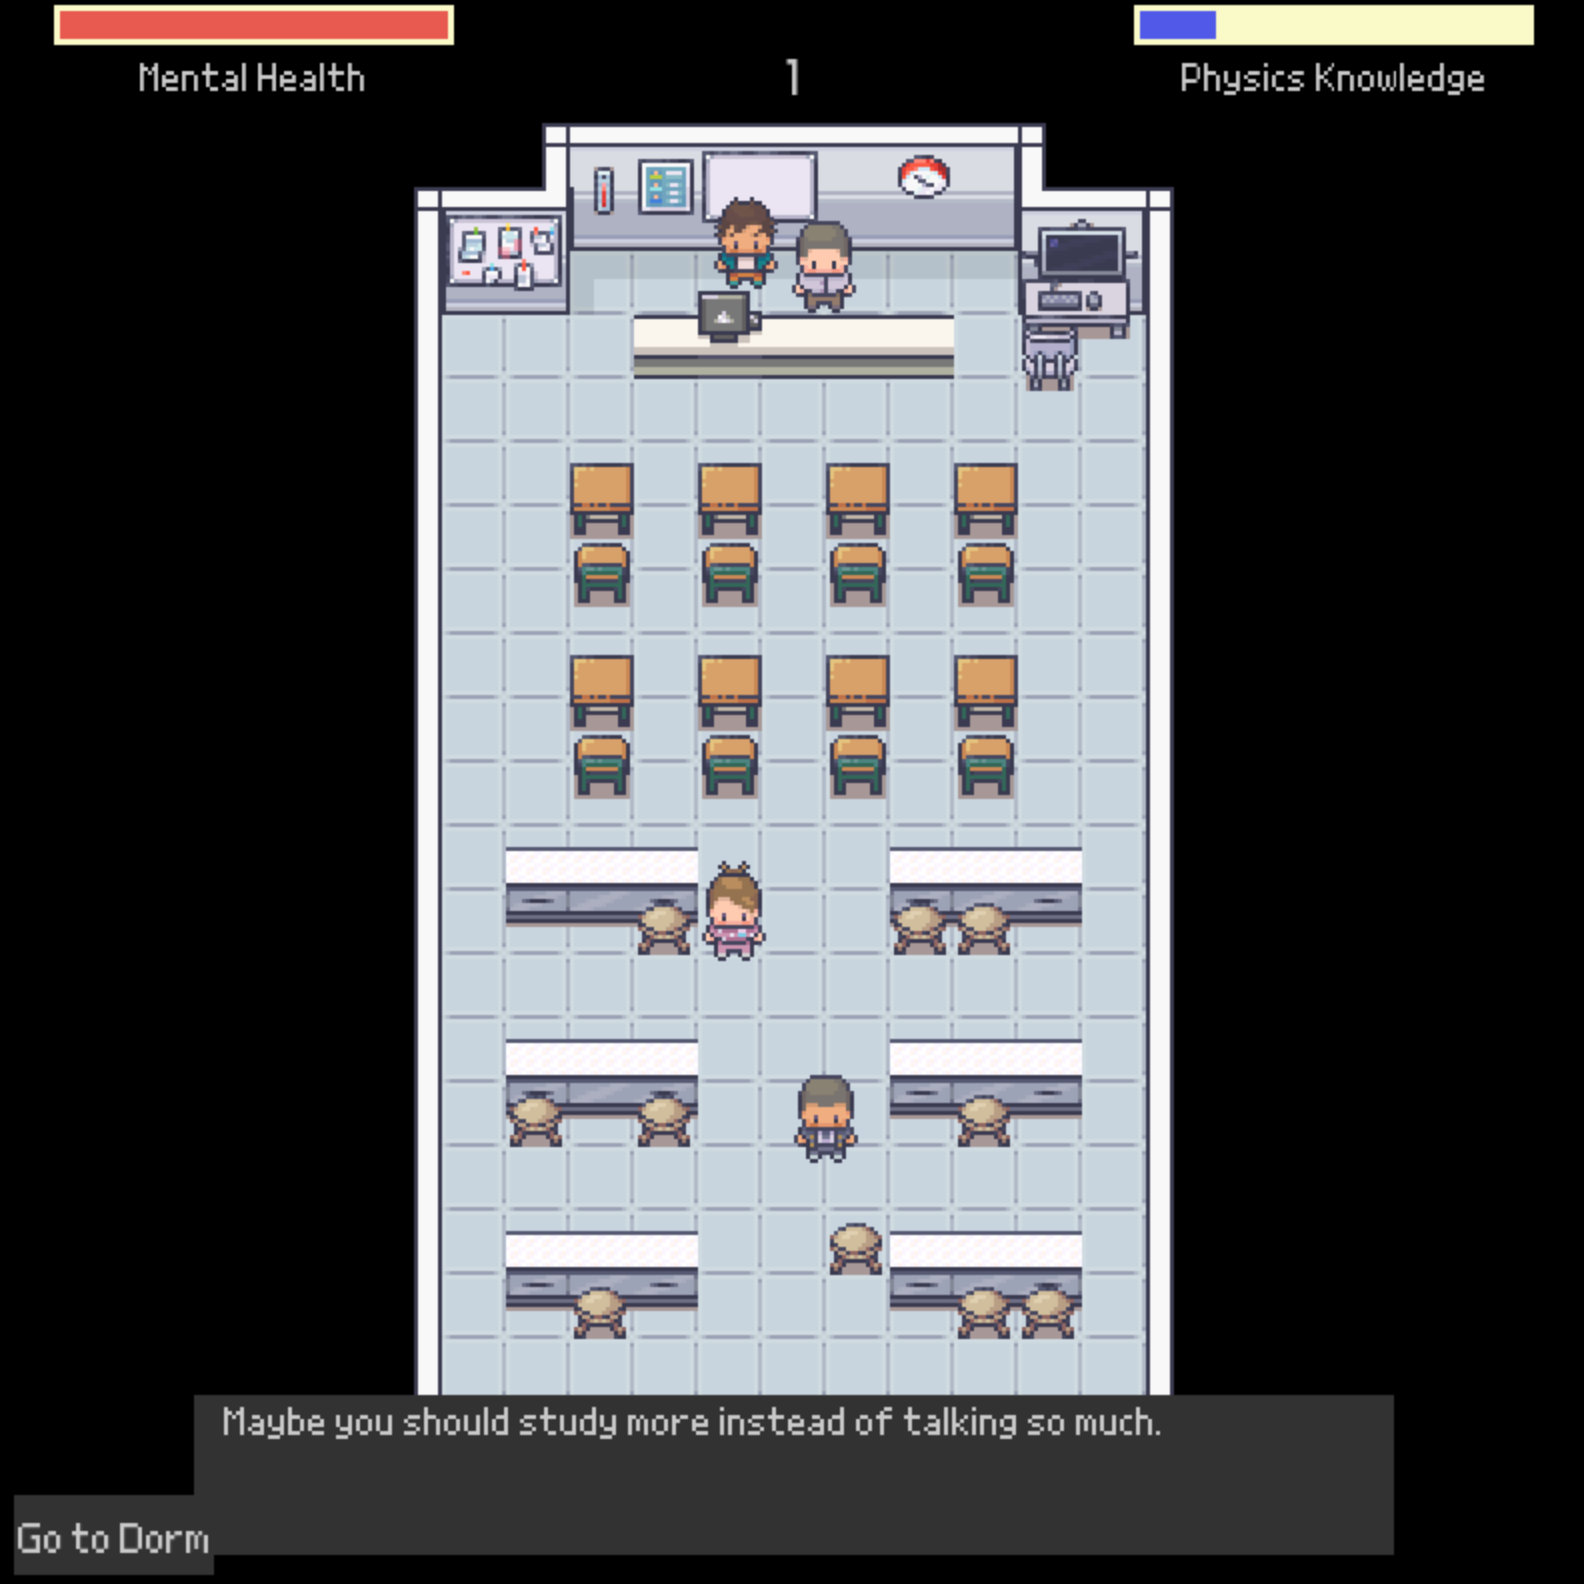 Mental Health
1
Physics Knowledge
Maybe you should study more instead of talking so much.
Go to Dorm